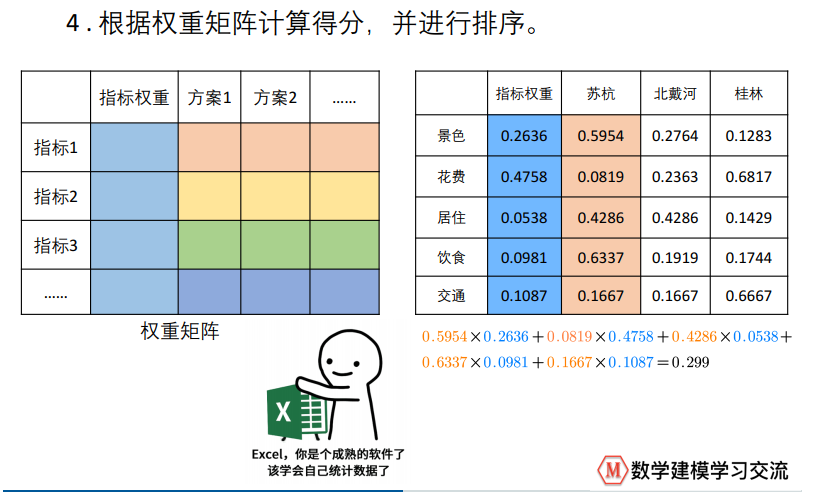 4.根据权重矩阵计算得分，并进行排序。
指标权重 方案1 方案2 ......
指标1
指标2
指标3
......
权重矩阵
指标权重 苏杭 北戴河 桂林
景色 0.2636 0.5954 0.2764 0.1283
花费 0.4758 0.0819 0.2363 0.6817
居住 0.0538 0.4286 0.4286 0.1429
饮食 0.0981 0.6337 0.1919 0.1744
交通 0.1087 0.1667 0.1667 0.6667
0.5954×0.2636+0.0819×0.4758+0.4286×0.0538+
0.6337×0.0981+0.1667×0.1087=0.299
X
Excel，你是个成熟的软件了
该学会自己统计数据了
M 数学建模学习交流